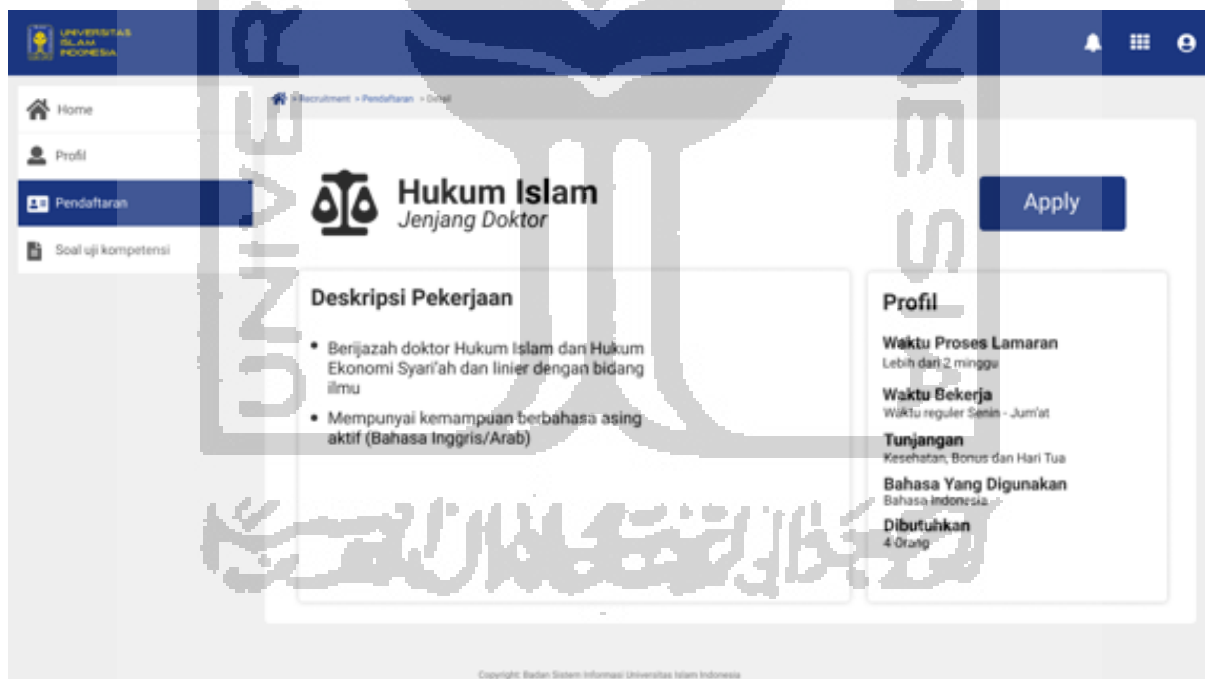 UNIVERSITAS
ISLAM
INDONESIA
Home
Profil
Pendaftaran
Soal uji kompetensi
> Recruitment > Pendaftaran > Detail
Hukum Islam
Jenjang Doktor
Apply
Deskripsi Pekerjaan
• Berijazah doktor Hukum Islam dan Hukum
Ekonomi Syari'ah dan linier dengan bidang
ilmu
• Mempunyai kemampuan berbahasa asing
aktif (Bahasa Inggris/Arab)
Profil
Waktu Proses Lamaran
Lebih dari 2 minggu
Waktu Bekerja
Waktu reguler Senin - Jum'at
Tunjangan
Kesehatan, Bonus dan Hari Tua
Bahasa Yang Digunakan
Bahasa Indonesia
Dibutuhkan
4 Orang
Copyright Badan Sistem Informasi Universitas Islam Indonesia